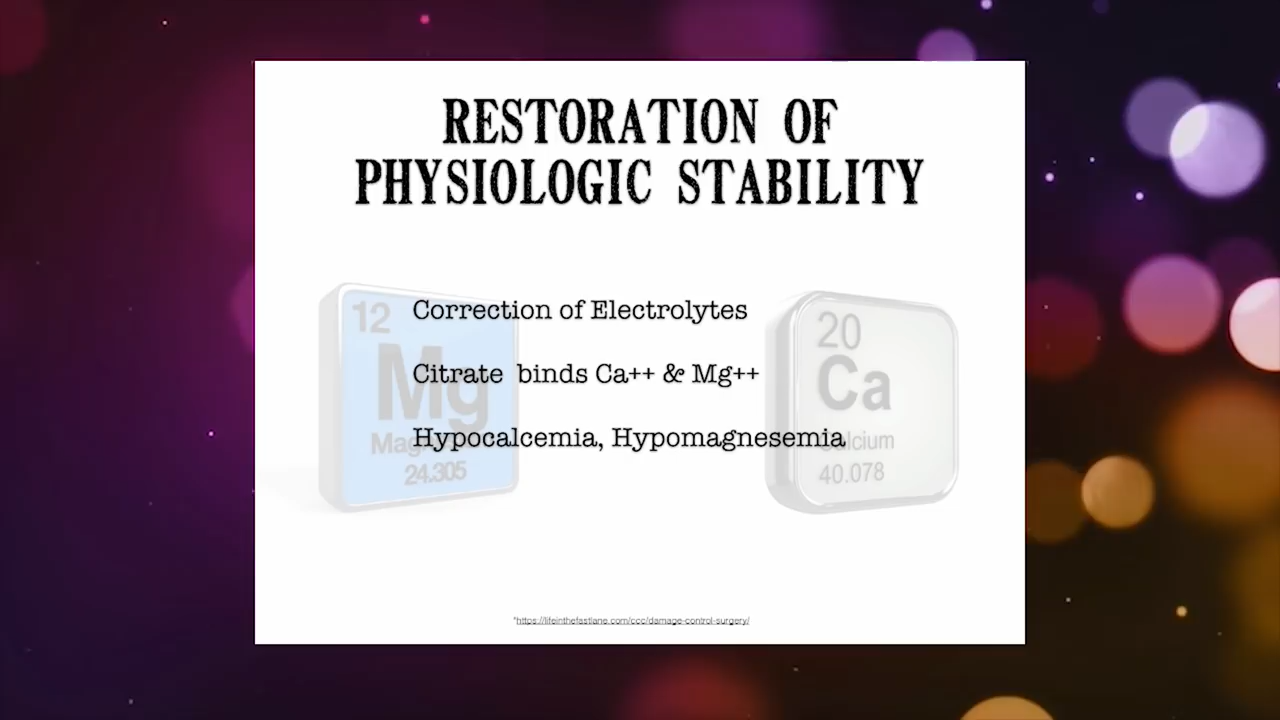 RESTORATION OF
PHYSIOLOGIC STABILITY
12
Mg
Mag
24.305
Correction of Electrolytes
Citrate binds Ca++ & Mg++
Hypocalcemia, Hypomagnesemia
20
Ca
Calcium
40.078
*https://lifeinthefastlane.com/ccc/damage-control-surgery/